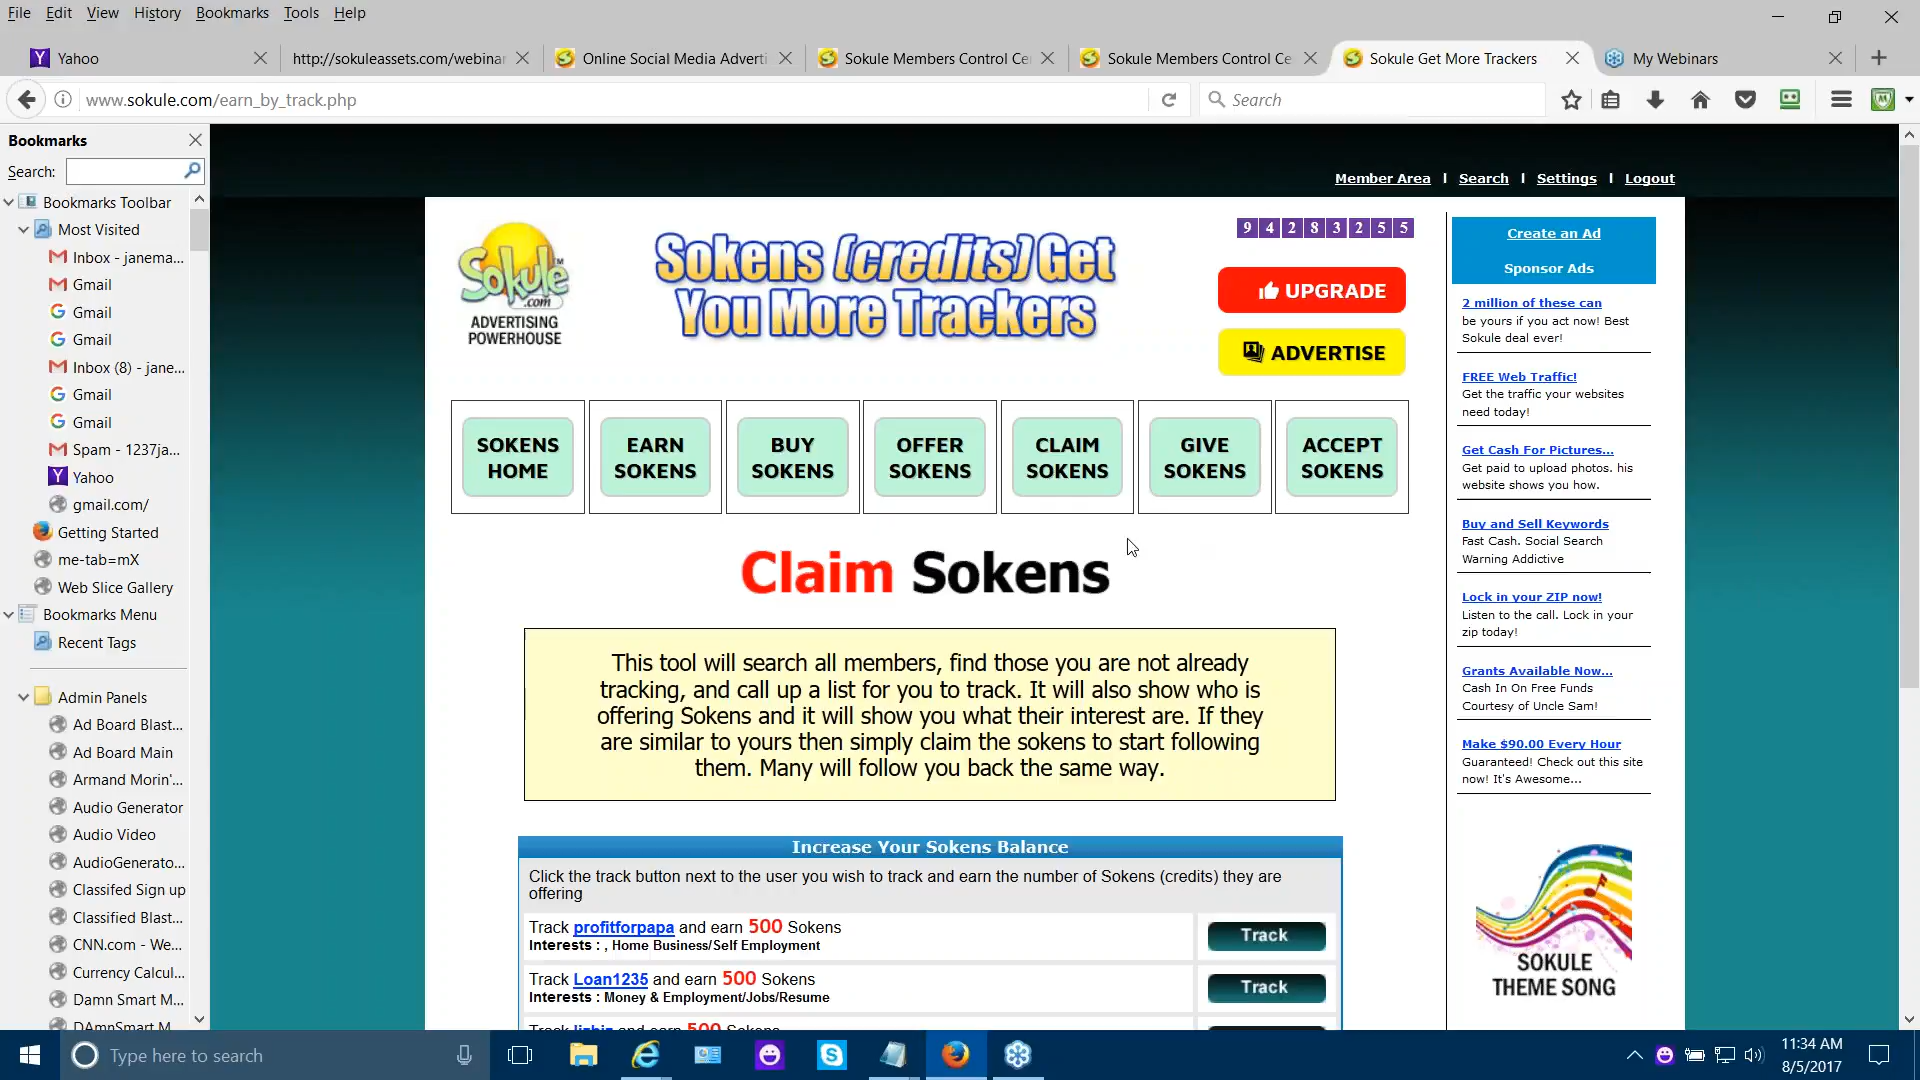 File Edit View History Bookmarks Tools Help
Yahoo
http://sokuleassets.com/webinar
Online Social Media Adverti
Sokule Members Control Ce
Sokule Members Control Ce
Sokule Get More Trackers
My Webinars
www.sokule.com/earn_by_track.php
Search
Bookmarks
Search:
Bookmarks Toolbar
Most Visited
Inbox - janema...
Gmail
Gmail
Gmail
Inbox (8) - jane...
Gmail
Gmail
Spam - 1237ja...
Yahoo
gmail.com/
Getting Started
me-tab=mX
Web Slice Gallery
Bookmarks Menu
Recent Tags
Admin Panels
Ad Board Blast...
Ad Board Main
Armand Morin'...
Audio Generator
Audio Video
AudioGenerato...
Classifed Sign up
Classified Blast...
CNN.com - We...
Currency Calcul...
Damn Smart M...
DAmnSmart M
Member Area | Search | Settings | Logout
Sokule
.com
TM
ADVERTISING
POWERHOUSE
Sokens (credits) Get
You More Trackers
9 4 2 8 3 2 5 5
UPGRADE
ADVERTISE
SOKENS
HOME
EARN
SOKENS
BUY
SOKENS
OFFER
SOKENS
CLAIM
SOKENS
GIVE
SOKENS
ACCEPT
SOKENS
Claim Sokens
This tool will search all members, find those you are not already
tracking, and call up a list for you to track. It will also show who is
offering Sokens and it will show you what their interest are. If they
are similar to yours then simply claim the sokens to start following
them. Many will follow you back the same way.
Increase Your Sokens Balance
Click the track button next to the user you wish to track and earn the number of Sokens (credits) they are
offering
Track profitforpapa and earn 500 Sokens
Interests : , Home Business/Self Employment
Track
Track Loan1235 and earn 500 Sokens
Interests : Money & Employment/Jobs/Resume
Track
Track lizbiz and earn 500 Sokens
Create an Ad
Sponsor Ads
2 million of these can
be yours if you act now! Best
Sokule deal ever!
FREE Web Traffic!
Get the traffic your websites
need today!
Get Cash For Pictures...
Get paid to upload photos. his
website shows you how.
Buy and Sell Keywords
Fast Cash. Social Search
Warning Addictive
Lock in your ZIP now!
Listen to the call. Lock in your
zip today!
Grants Available Now...
Cash In On Free Funds
Courtesy of Uncle Sam!
Make $90.00 Every Hour
Guaranteed! Check out this site
now! It's Awesome...
SOKULE
THEME SONG
Type here to search
11:34 AM
8/5/2017